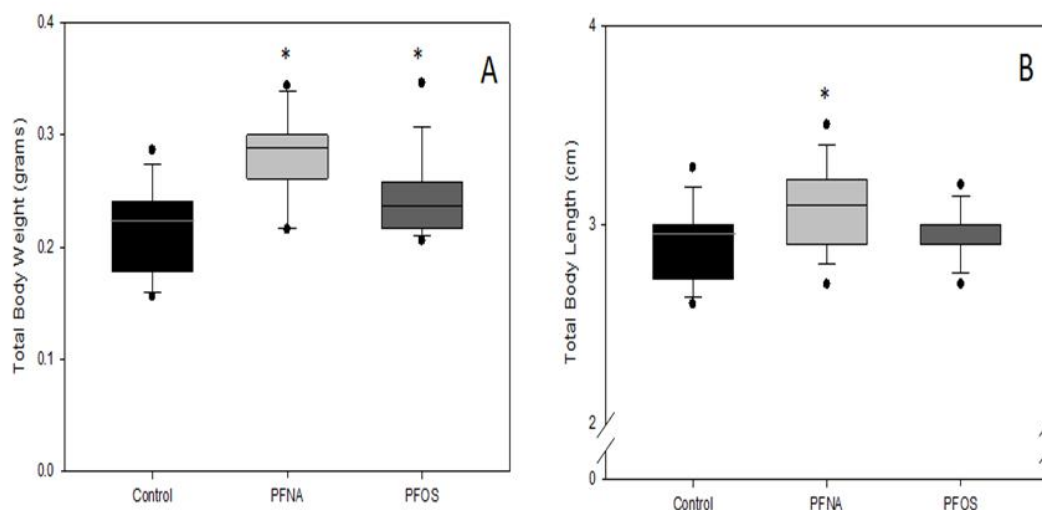 A
Total Body Weight (grams)
0.4
0.3
0.2
0.1
0.0
*
*
Control
PFNA
PFOS
B
Total Body Length (cm)
4
3
2
0
*
Control
PFNA
PFOS